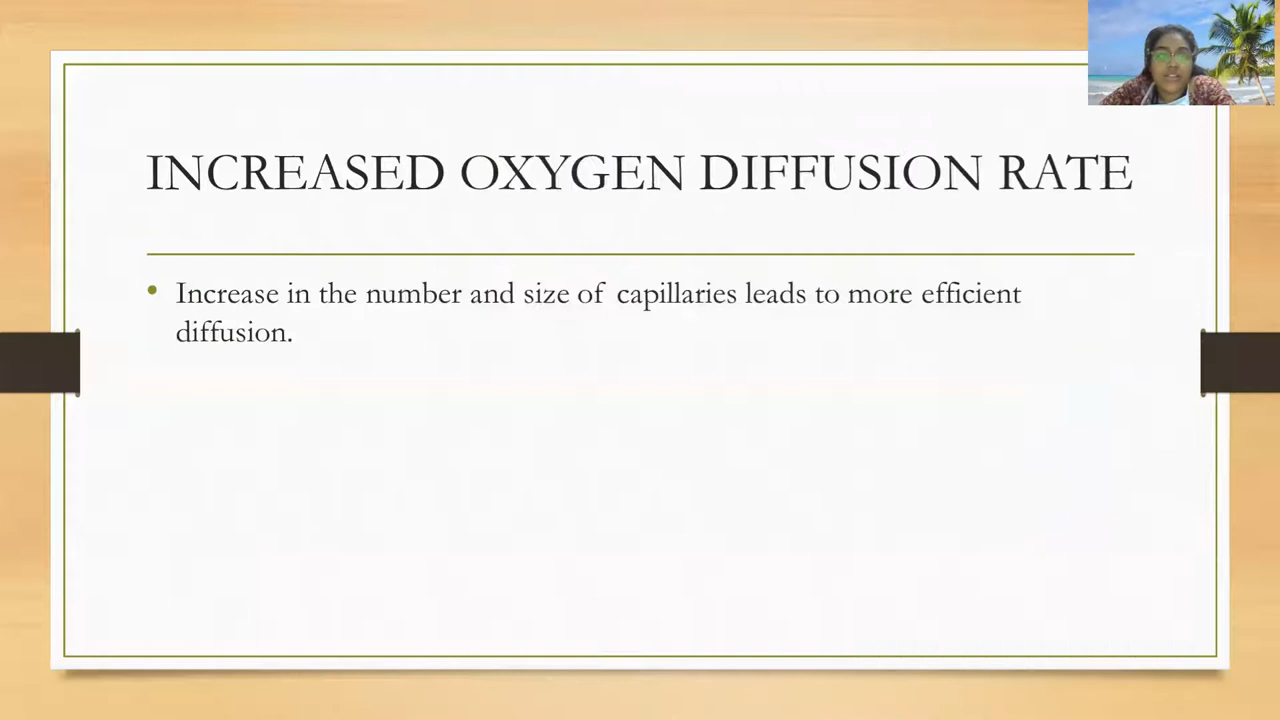 INCREASED OXYGEN DIFFUSION RATE
• Increase in the number and size of capillaries leads to more efficient
diffusion.